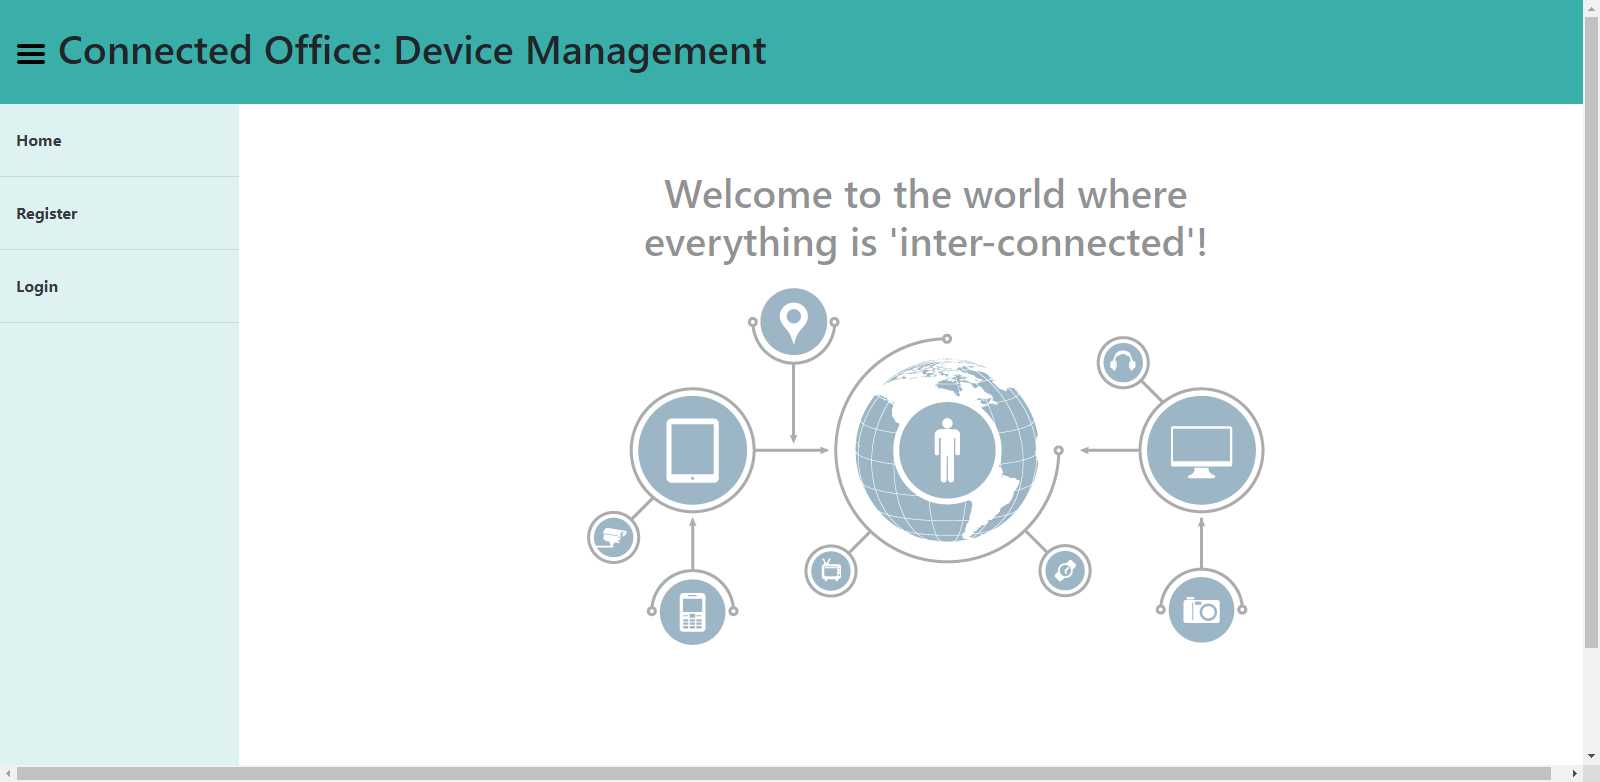 Connected Office: Device Management
Home
Register
Login
Welcome to the world where
everything is 'inter-connected'!